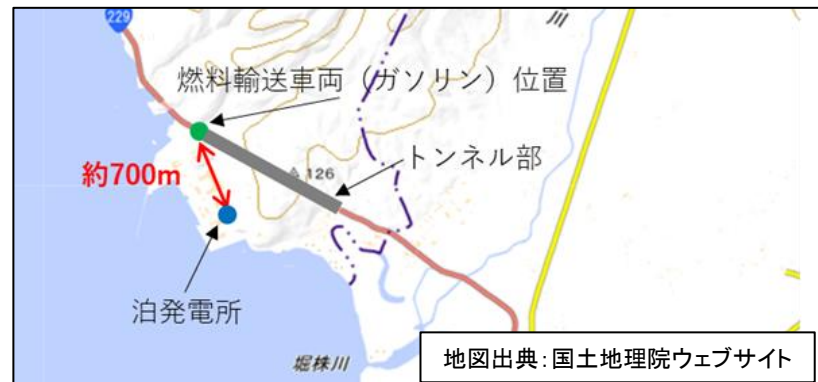 229
川
燃料輸送車両（ガソリン）位置
126
トンネル部
約700m
泊発電所
堀株川
地図出典：国土地理院ウェブサイト